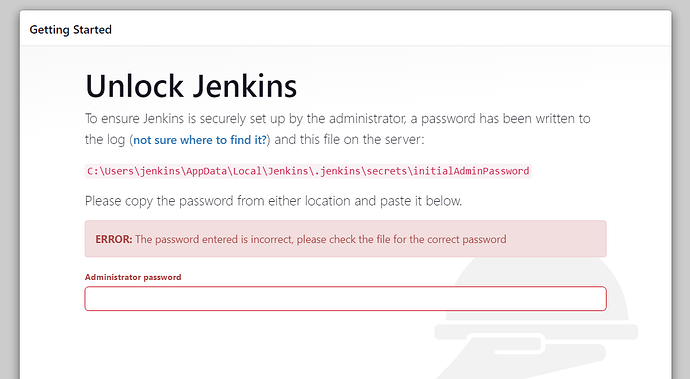 Getting Started
Unlock Jenkins
To ensure Jenkins is securely set up by the administrator, a password has been written to
the log (not sure where to find it?) and this file on the server:
C:\Users\jenkins\AppData\Local\Jenkins\.jenkins\secrets\initialAdminPassword
Please copy the password from either location and paste it below.
ERROR: The password entered is incorrect, please check the file for the correct password
Administrator password